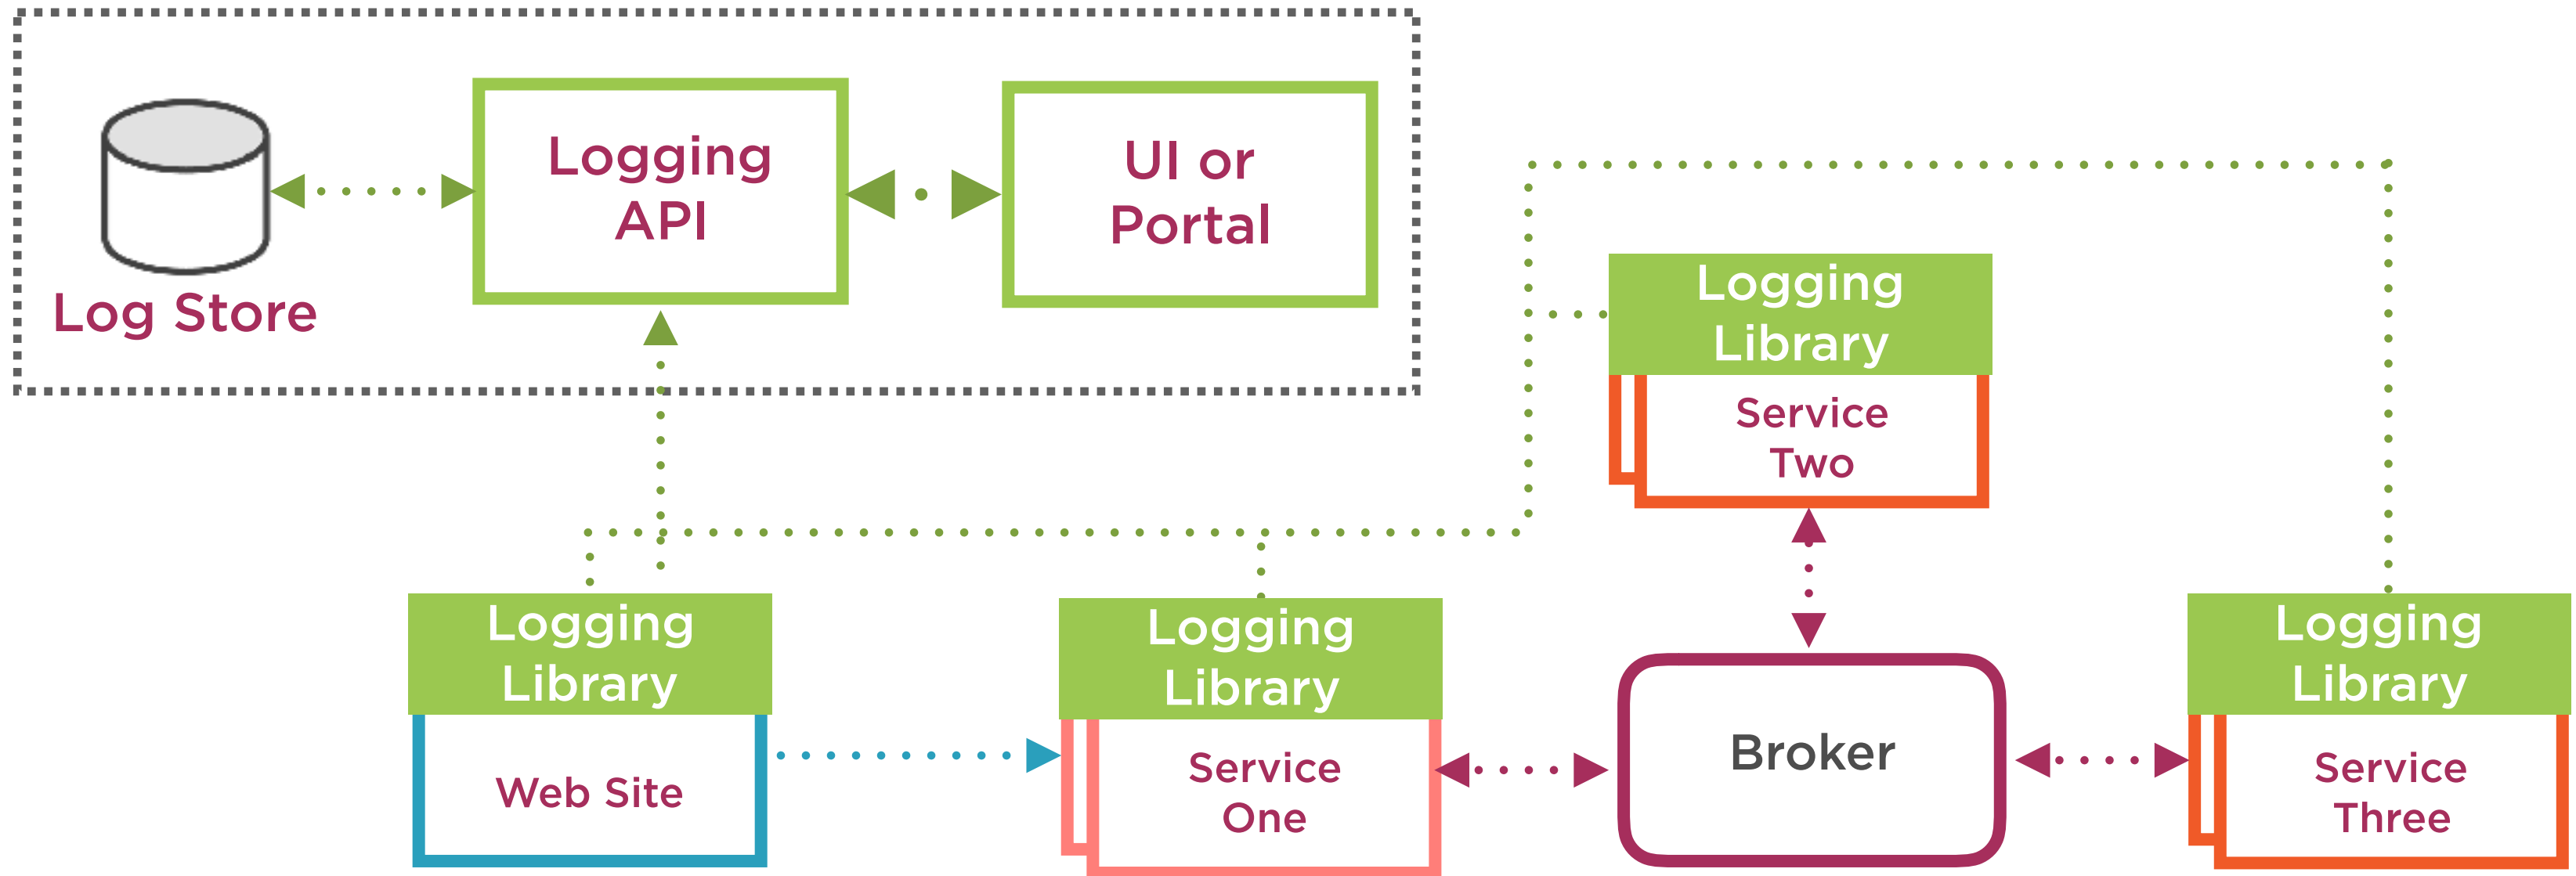 Logging
API
UI or
Portal
Log Store
Logging
Library
Service
Two
Logging
Library
Web Site
Logging
Library
Service
One
Broker
Logging
Library
Service
Three